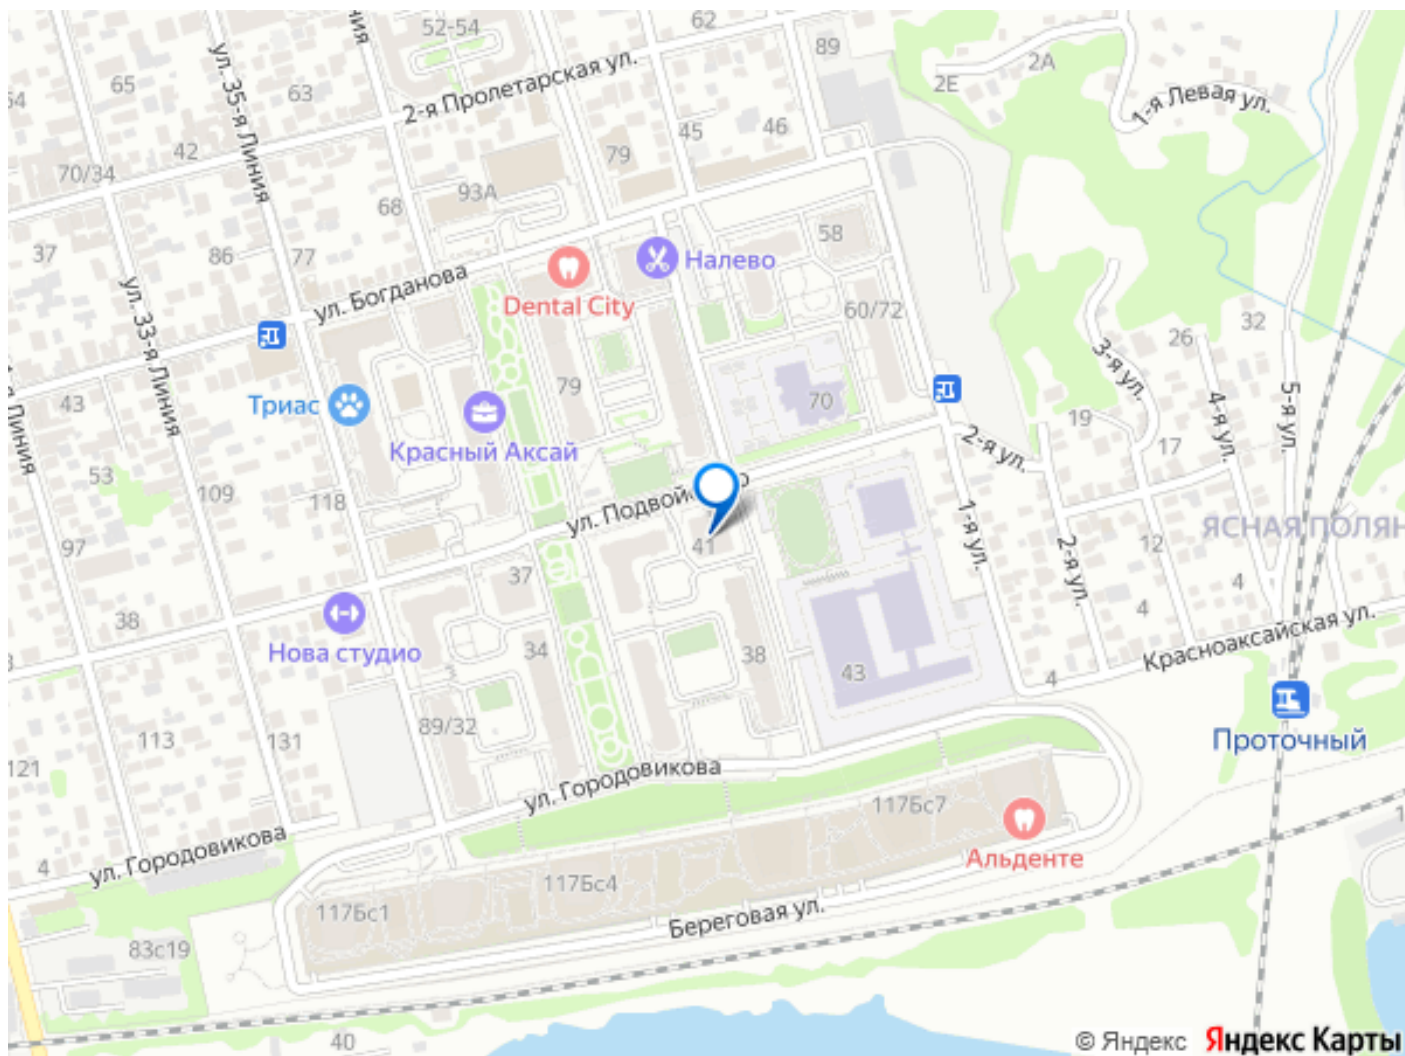 52-54
62
89
2А
2Е
1-я Левая ул.
ул. 35-я Линия
65
63
2-я Пролетарская ул.
45
46
79
42
70/34
93А
68
37
86
77
58
Налево
ул. Богданова
Dental City
60/72
32
26
3-я ул.
4-я ул.
5-я ул.
ул. 33-я Линия
43
Триас
79
70
19
17
2-я ул.
Красный Аксай
53
109
118
ул. Подвойского
1-я ул.
ЯСНАЯ ПОЛЯН
97
41
2-я ул.
12
4
4
37
38
Нова студио
34
38
43
Красноаксайская ул.
4
89/32
113
131
121
Проточный
ул. Городовикова
117Бс7
Альденте
ул. Городовикова
4
117Бс4
117Бс1
Береговая ул.
83с19
40
© Яндекс Яндекс Карты